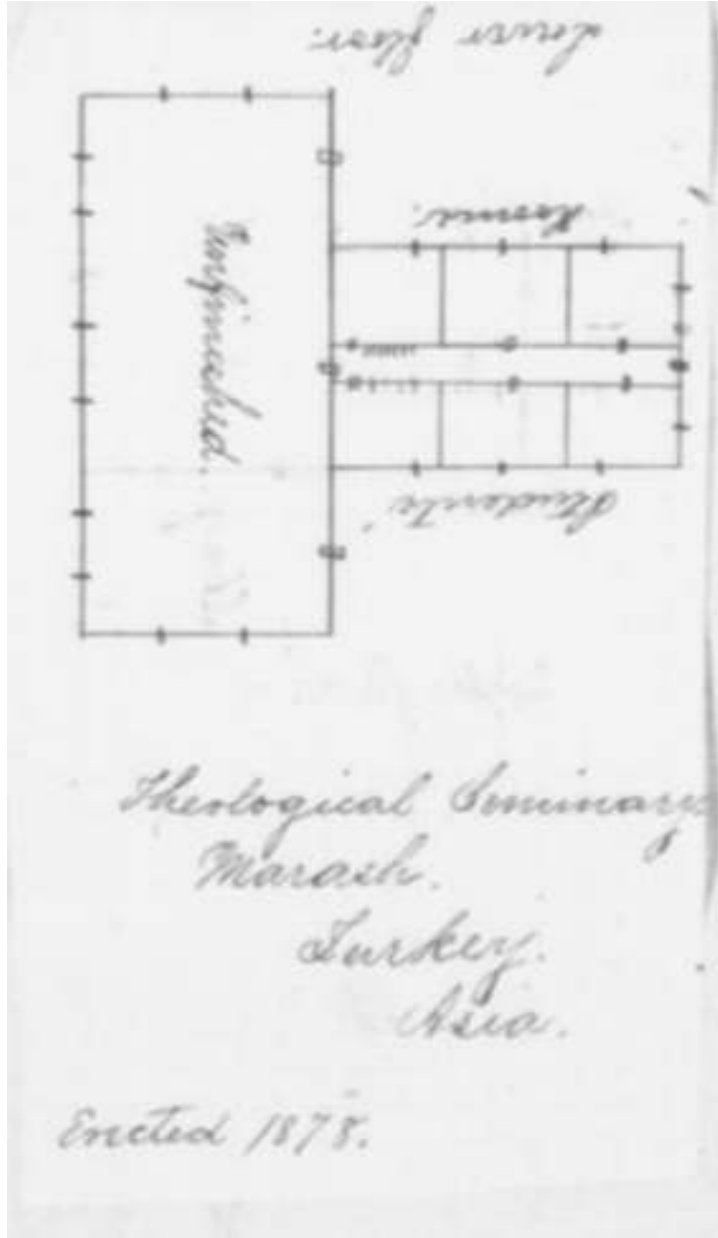 Lower floor.
Rooms.
Unfinished.
Students'
Theological Seminary
Marash.
Turkey.
Asia.
Erected 1878.